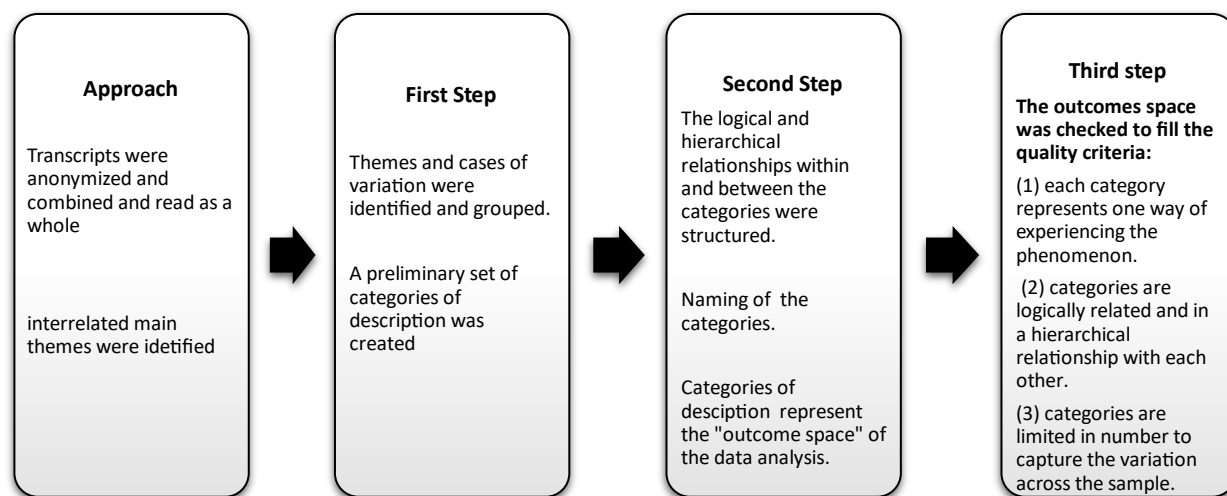 Approach
Transcripts were
anonymized and
combined and read as a
whole
interrelated main
themes were idetified
First Step
Themes and cases of
variation were
identified and grouped.
A preliminary set of
categories of
description was
created
Second Step
The logical and
hierarchical
relationships within
and between the
categories were
structured.
Naming of the
categories.
Categories of
desciption represent
the "outcome space" of
the data analysis.
Third step
The outcomes space
was checked to fill the
quality criteria:
(1) each category
represents one way of
experiencing the
phenomenon.
(2) categories are
logically related and in
a hierarchical
relationship with each
other.
(3) categories are
limited in number to
capture the variation
across the sample.